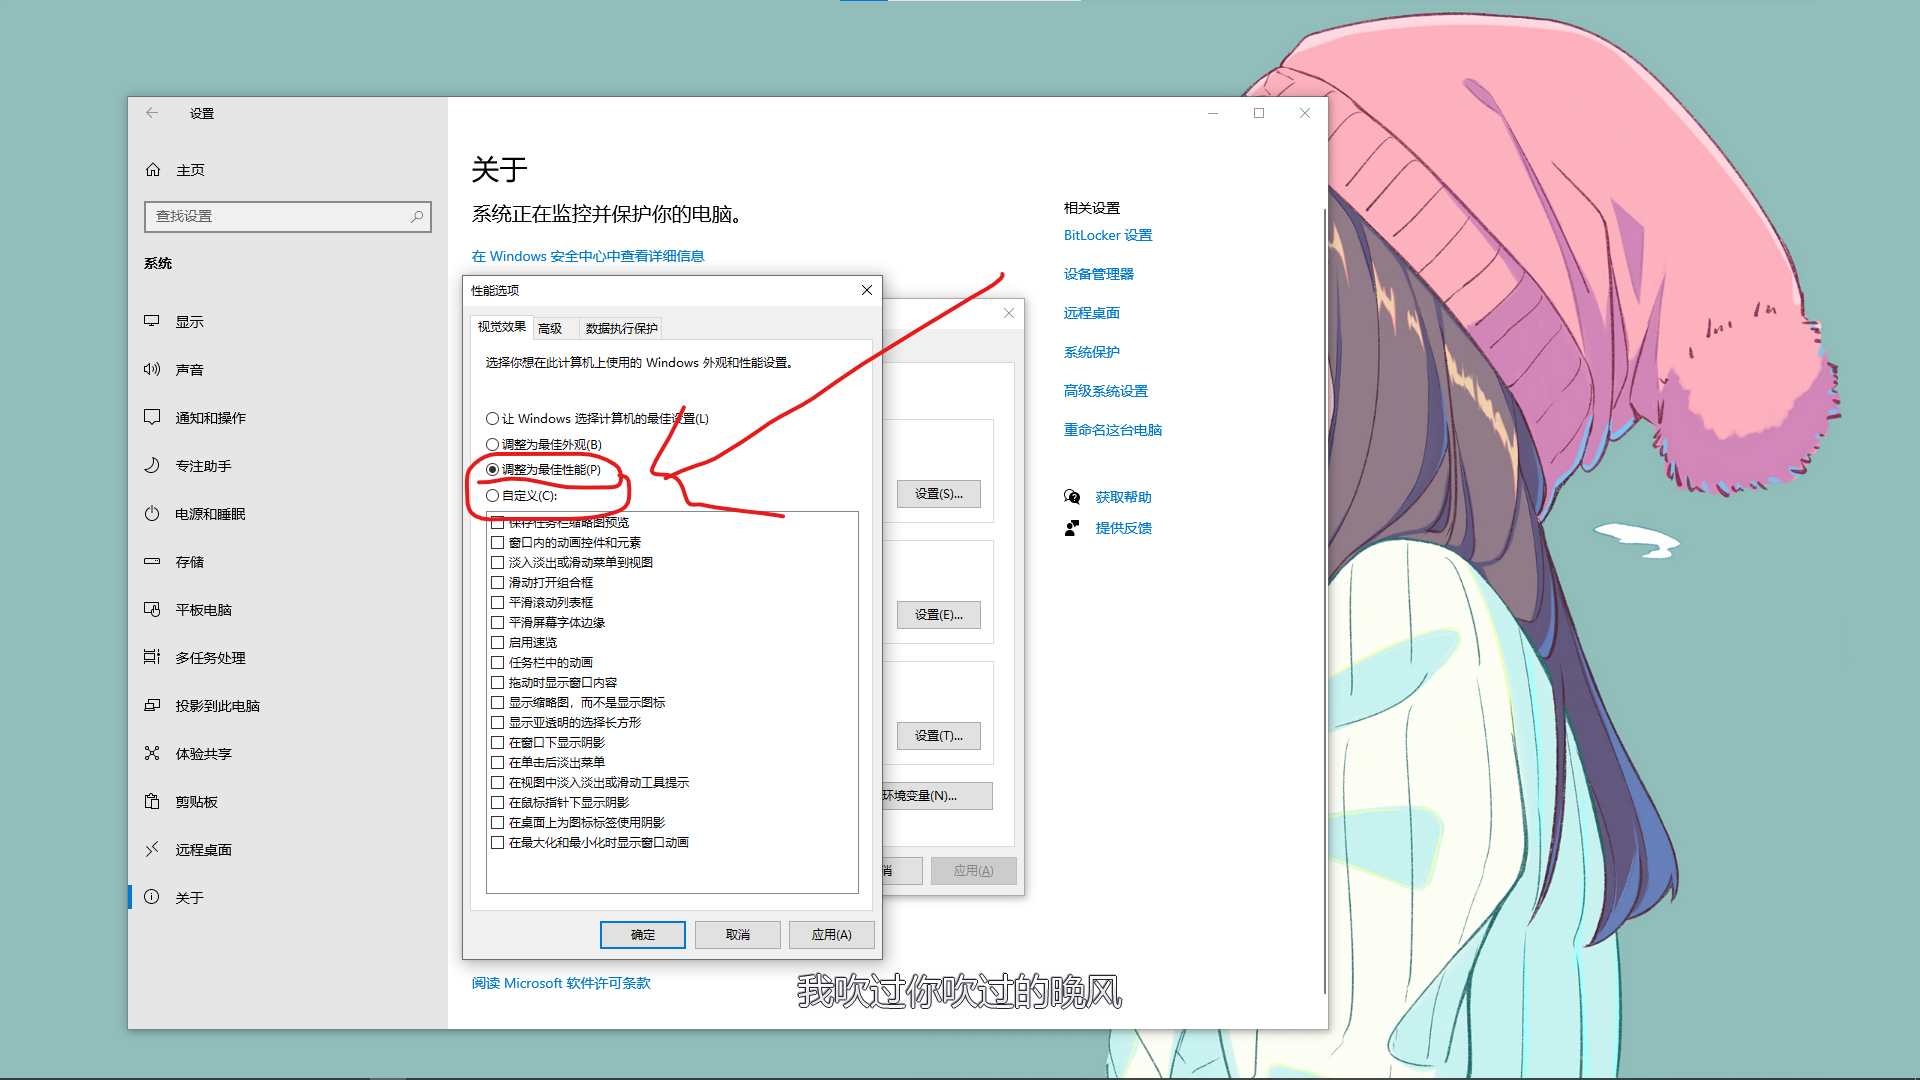 设置
主页
查找设置
系统
显示
声音
通知和操作
专注助手
电源和睡眠
存储
平板电脑
多任务处理
投影到此电脑
体验共享
剪贴板
远程桌面
关于
关于
系统正在监控并保护你的电脑。
在 Windows 安全中心中查看详细信息
性能选项
视觉效果
高级
数据执行保护
选择你想在此计算机上使用的 Windows 外观和性能设置。
让 Windows 选择计算机的最佳设置(L)
调整为最佳外观(B)
调整为最佳性能(P)
自定义(C):
保存任务栏缩略图预览
窗口内的动画控件和元素
淡入淡出或滑动菜单到视图
滑动打开组合框
平滑滚动列表框
平滑屏幕字体边缘
启用速览
任务栏中的动画
拖动时显示窗口内容
显示缩略图，而不是显示图标
显示亚透明的选择长方形
在窗口下显示阴影
在单击后淡出菜单
在视图中淡入淡出或滑动工具提示
在鼠标指针下显示阴影
在桌面上为图标标签使用阴影
在最大化和最小化时显示窗口动画
确定
取消
应用(A)
设置(S)...
设置(E)...
设置(T)...
环境变量(N)...
消
应用(A)
阅读 Microsoft 软件许可条款
相关设置
BitLocker 设置
设备管理器
远程桌面
系统保护
高级系统设置
重命名这台电脑
获取帮助
提供反馈
我吹过你吹过的晚风